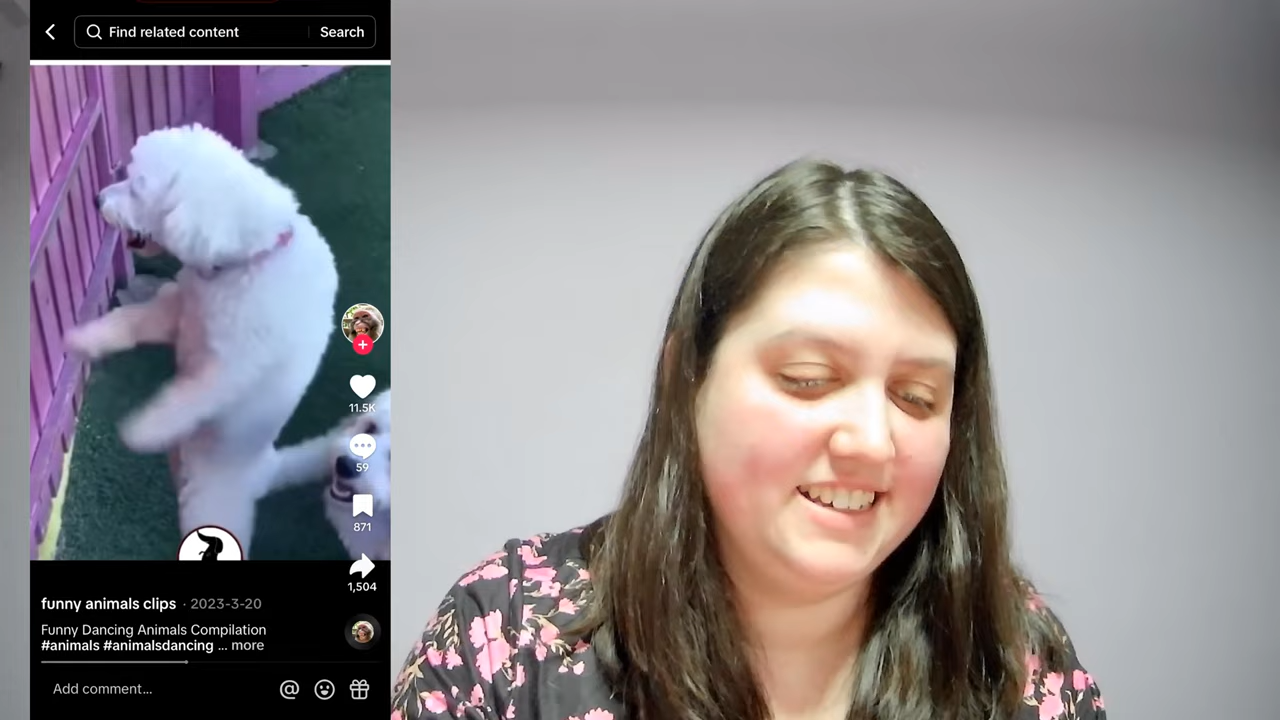 Find related content
Search
11.5K
59
871
1,504
funny animals clips · 2023-3-20
Funny Dancing Animals Compilation
#animals #animalsdancing ... more
Add comment...